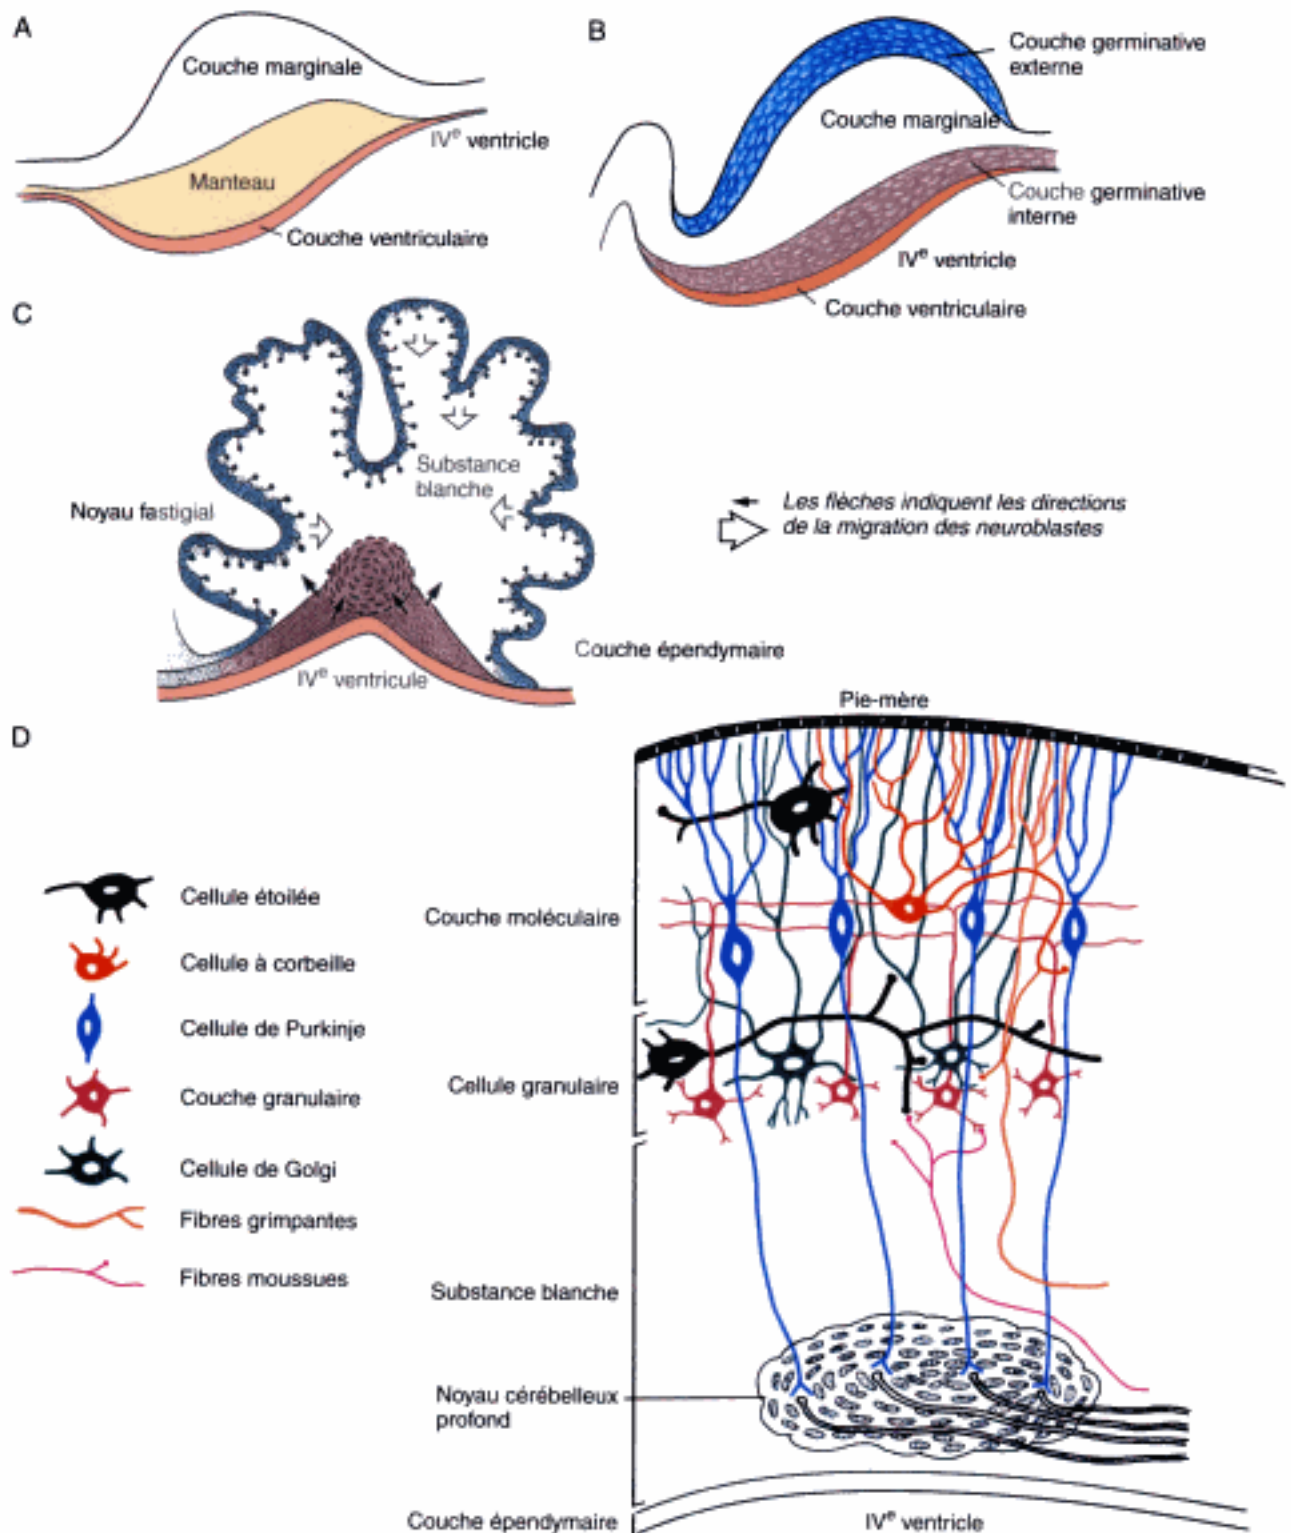 A
Couche marginale
IVe ventricle
Manteau
Couche ventriculaire
B
Couche germinative
externe
Couche marginale
Couche germinative
interne
IVe ventricle
Couche ventriculaire
C
Substance
blanche
Noyau fastigial
Les flèches indiquent les directions
de la migration des neuroblastes
Couche épendymaire
IVe ventricule
D
Pie-mère
Cellule étoilée
Cellule à corbeille
Cellule de Purkinje
Couche granulaire
Cellule de Golgi
Fibres grimpantes
Fibres moussues
Couche moléculaire
Cellule granulaire
Substance blanche
Noyau cérébelleux
profond
Couche épendymaire
IVe ventricle